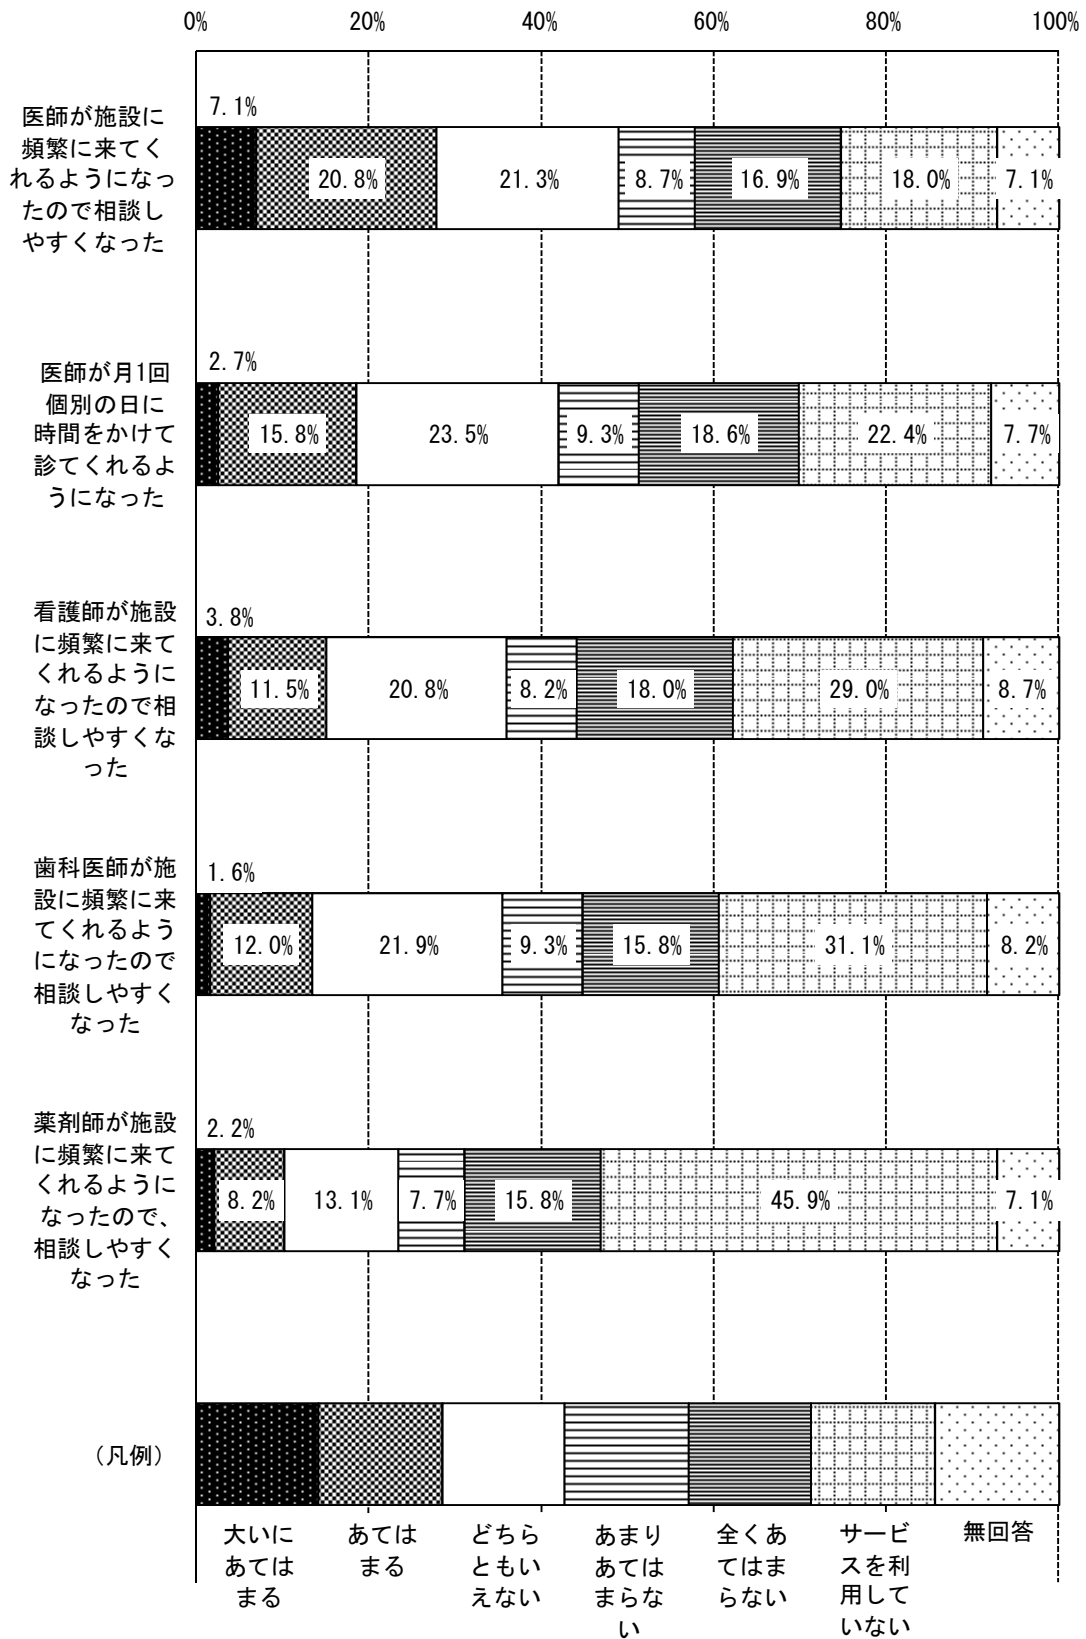 0% 20% 40% 60% 80% 100%
医師が施設に
頻繁に来てく
れるようになっ
たので相談し
やすくなった
7.1%
20.8% 21.3% 8.7% 16.9% 18.0% 7.1%
医師が月1回
個別の日に
時間をかけて
診てくれるよ
うになった
2.7%
15.8% 23.5% 9.3% 18.6% 22.4% 7.7%
看護師が施設
に頻繁に来て
くれるように
なったので相
談しやすくな
った
3.8%
11.5% 20.8% 8.2% 18.0% 29.0% 8.7%
歯科医師が施
設に頻繁に来
てくれるよう
になったので
相談しやすく
なった
1.6%
12.0% 21.9% 9.3% 15.8% 31.1% 8.2%
薬剤師が施設
に頻繁に来て
くれるように
なったので、
相談しやすく
なった
2.2%
8.2% 13.1% 7.7% 15.8% 45.9% 7.1%
（凡例）
大いに
あては
まる
あては
まる
どちら
ともい
えない
あまり
あては
まらな
い
全くあ
てはま
らない
サービ
スを利
用して
いない
無回答